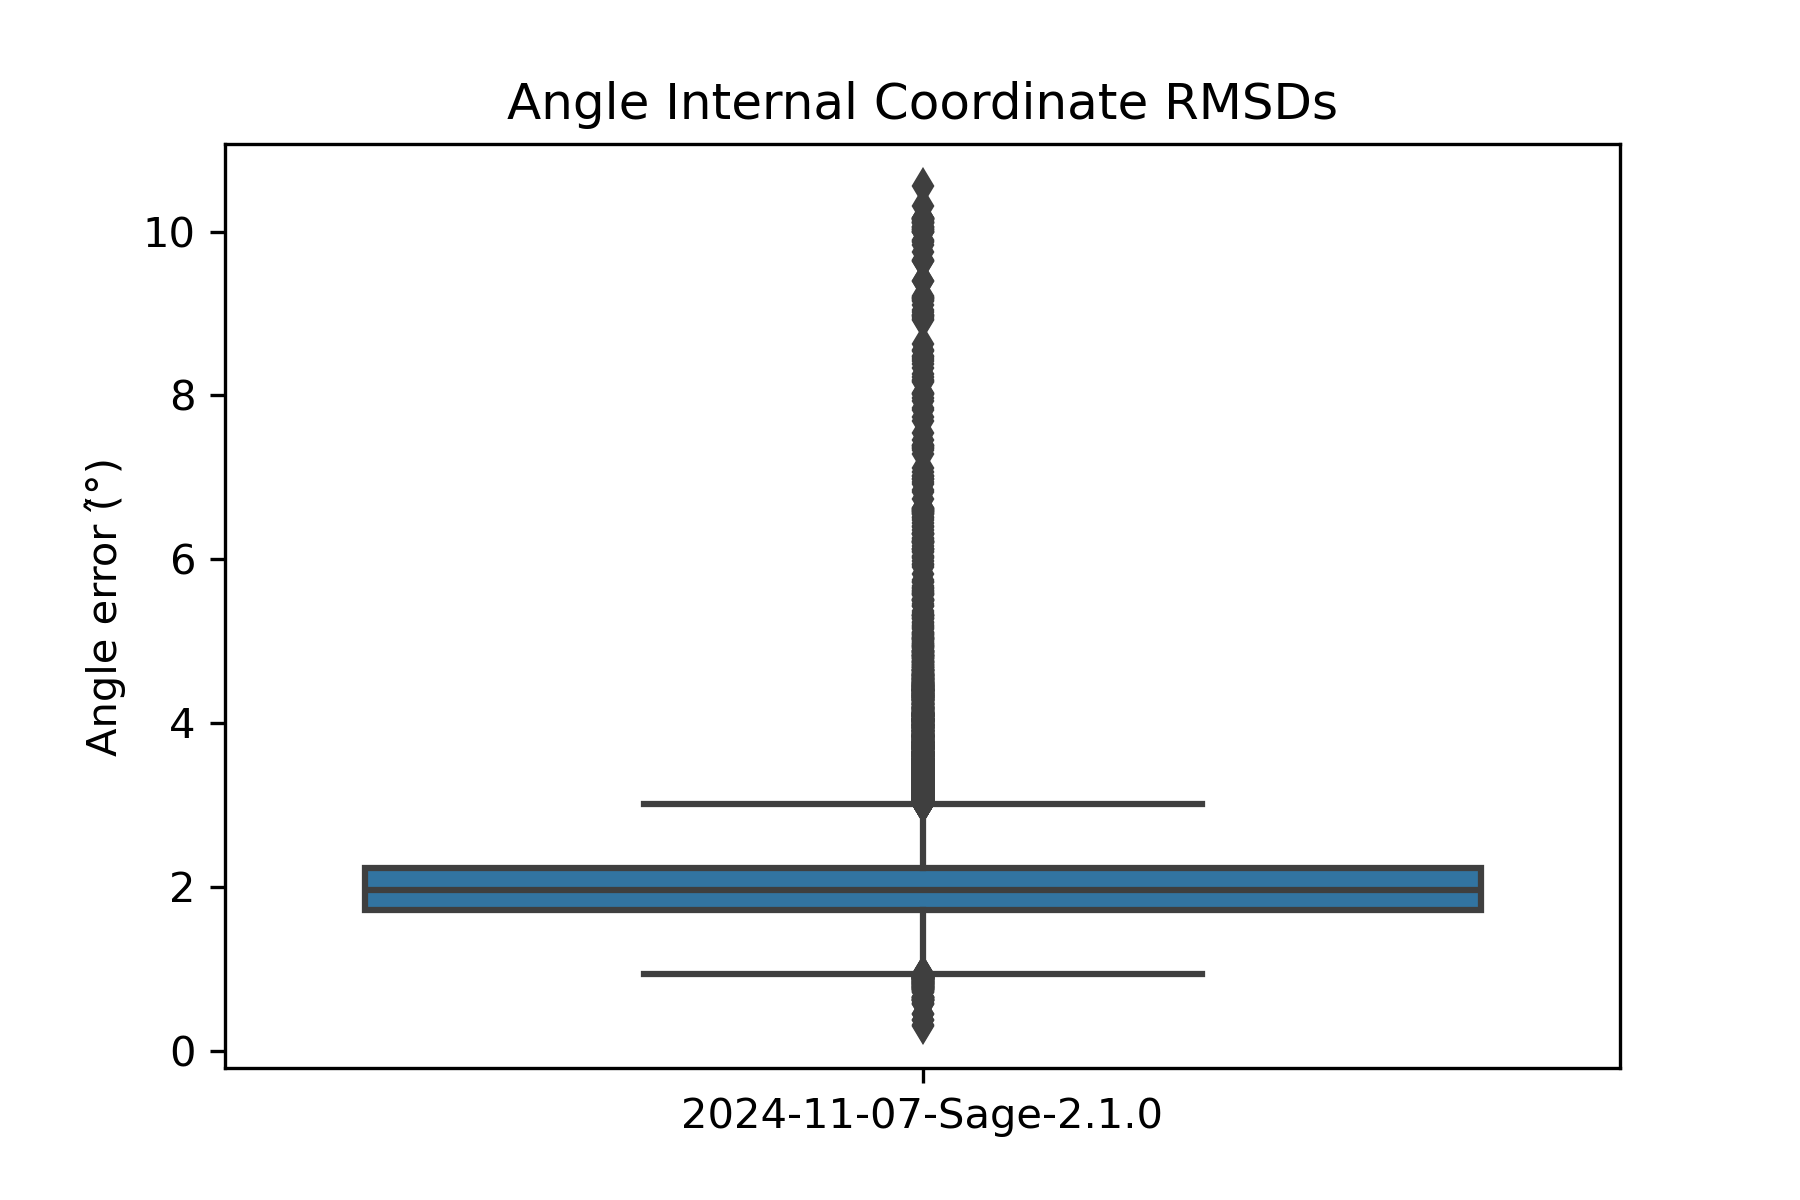 Angle Internal Coordinate RMSDs
10
8
6
4
2
0
Angle error (̋°)
2024-11-07-Sage-2.1.0